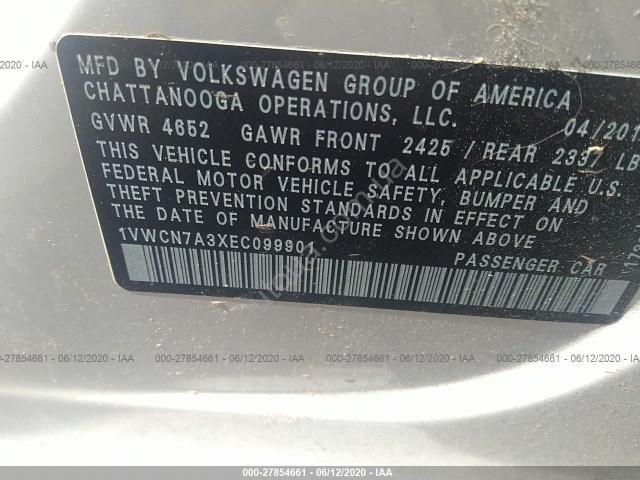 MFD BY VOLKSWAGEN GROUP OF AMERICA
CHATTANOOGA OPERATIONS, LLC.
04/201
GVWR 4652 GAWR FRONT 2425 / REAR 2337 LB
THIS VEHICLE CONFORMS TO ALL APPLICABLE U.S.
FEDERAL MOTOR VEHICLE SAFETY, BUMPER AND
THEFT PREVENTION STANDARDS IN EFFECT ON
THE DATE OF MANUFACTURE SHOWN ABOVE.
1VWCN7A3XEC099901
PASSENGER CAR
000-27854661 - 06/12/2020 - IAA